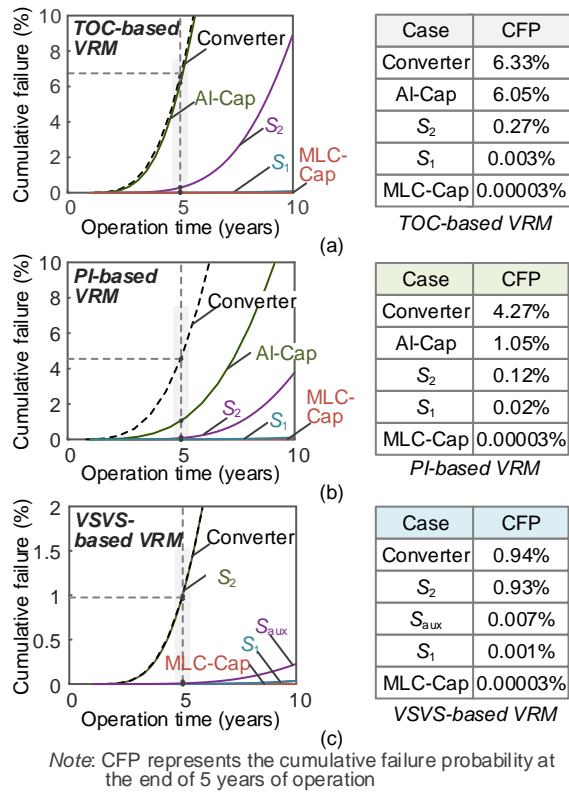 TOC-based
VRM
Converter
Al-Cap
S2
S1
MLC-
Cap
Cumulative failure (%)
10
8
6
4
2
0
0
5
10
Operation time (years)
(a)
Case CFP
Converter 6.33%
Al-Cap 6.05%
S2 0.27%
S1 0.003%
MLC-Cap 0.00003%
TOC-based VRM
PI-based
VRM
Converter
Al-Cap
MLC-
Cap
S2
S1
Cumulative failure (%)
10
8
6
4
2
0
0
5
10
Operation time (years)
(b)
Case CFP
Converter 4.27%
Al-Cap 1.05%
S2 0.12%
S1 0.02%
MLC-Cap 0.00003%
PI-based VRM
VSVS-
based VRM
Converter
S2
Saux
S1
MLC-Cap
Cumulative failure (%)
2
1.5
1
0.5
0
0
5
10
Operation time (years)
(c)
Case CFP
Converter 0.94%
S2 0.93%
Saux 0.007%
S1 0.001%
MLC-Cap 0.00003%
VSVS-based VRM
Note: CFP represents the cumulative failure probability at
the end of 5 years of operation